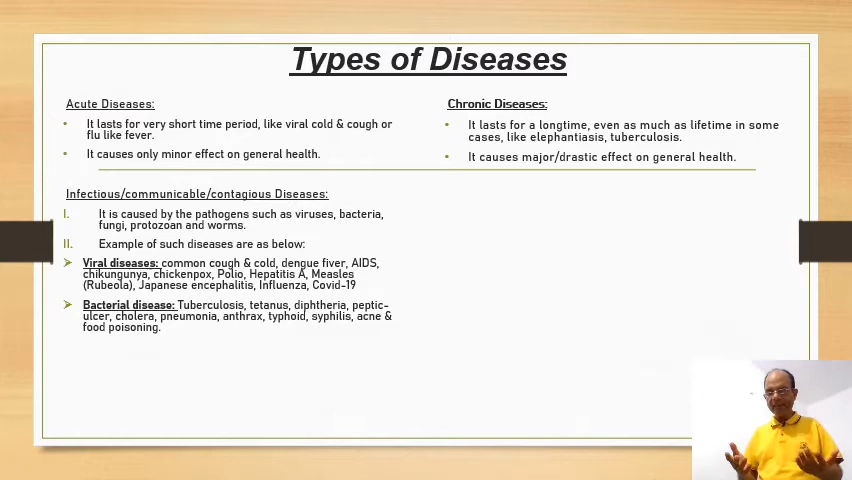 Types of Diseases
Acute Diseases:
• It lasts for very short time period, like viral cold & cough or
flu like fever.
• It causes only minor effect on general health.
Chronic Diseases:
• It lasts for a longtime, even as much as lifetime in some
cases, like elephantiasis, tuberculosis.
• It causes major/drastic effect on general health.
Infectious/communicable/contagious Diseases:
I. It is caused by the pathogens such as viruses, bacteria,
fungi, protozoan and worms.
II. Example of such diseases are as below:
➢ Viral diseases: common cough & cold, dengue fiver, AIDS,
chikungunya, chickenpox, Polio, Hepatitis A, Measles
(Rubeola), Japanese encephalitis, Influenza, Covid-19
➢ Bacterial disease: Tuberculosis, tetanus, diphtheria, peptic-
ulcer, cholera, pneumonia, anthrax, typhoid, syphilis, acne &
food poisoning.